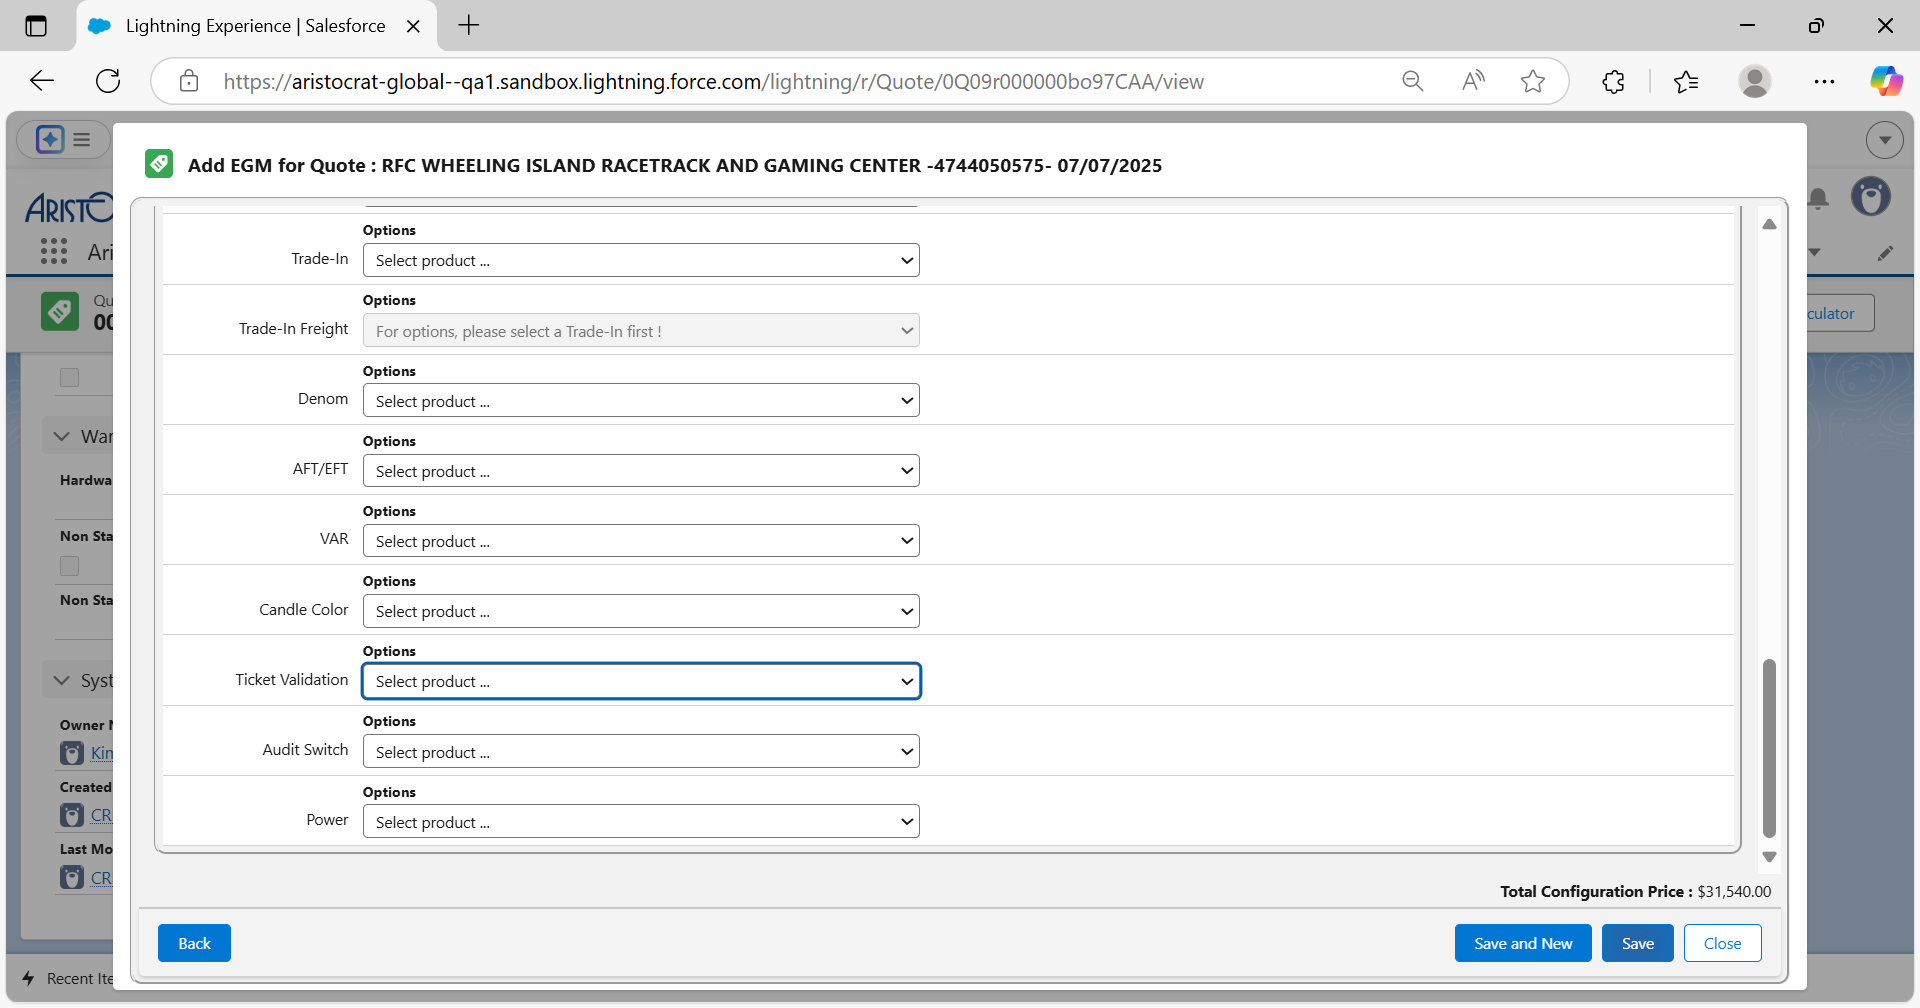 Lightning Experience | Salesforce
https://aristocrat-global--qa1.sandbox.lightning.force.com/lightning/r/Quote/0Q09r000000bo97CAA/view
Add EGM for Quote : RFC WHEELING ISLAND RACETRACK AND GAMING CENTER -4744050575- 07/07/2025
ARISTO
Ari
Qu
00
culator
War
Hardwa
Non Sta
Non Sta
Syst
Owner N
Kim
Created
CR
Last Mo
CR
Recent Ite
Options
Trade-In
Select product ...
Options
Trade-In Freight
For options, please select a Trade-In first !
Options
Denom
Select product ...
Options
AFT/EFT
Select product ...
Options
VAR
Select product ...
Options
Candle Color
Select product ...
Options
Ticket Validation
Select product ...
Options
Audit Switch
Select product ...
Options
Power
Select product ...
Total Configuration Price : $31,540.00
Back
Save and New
Save
Close